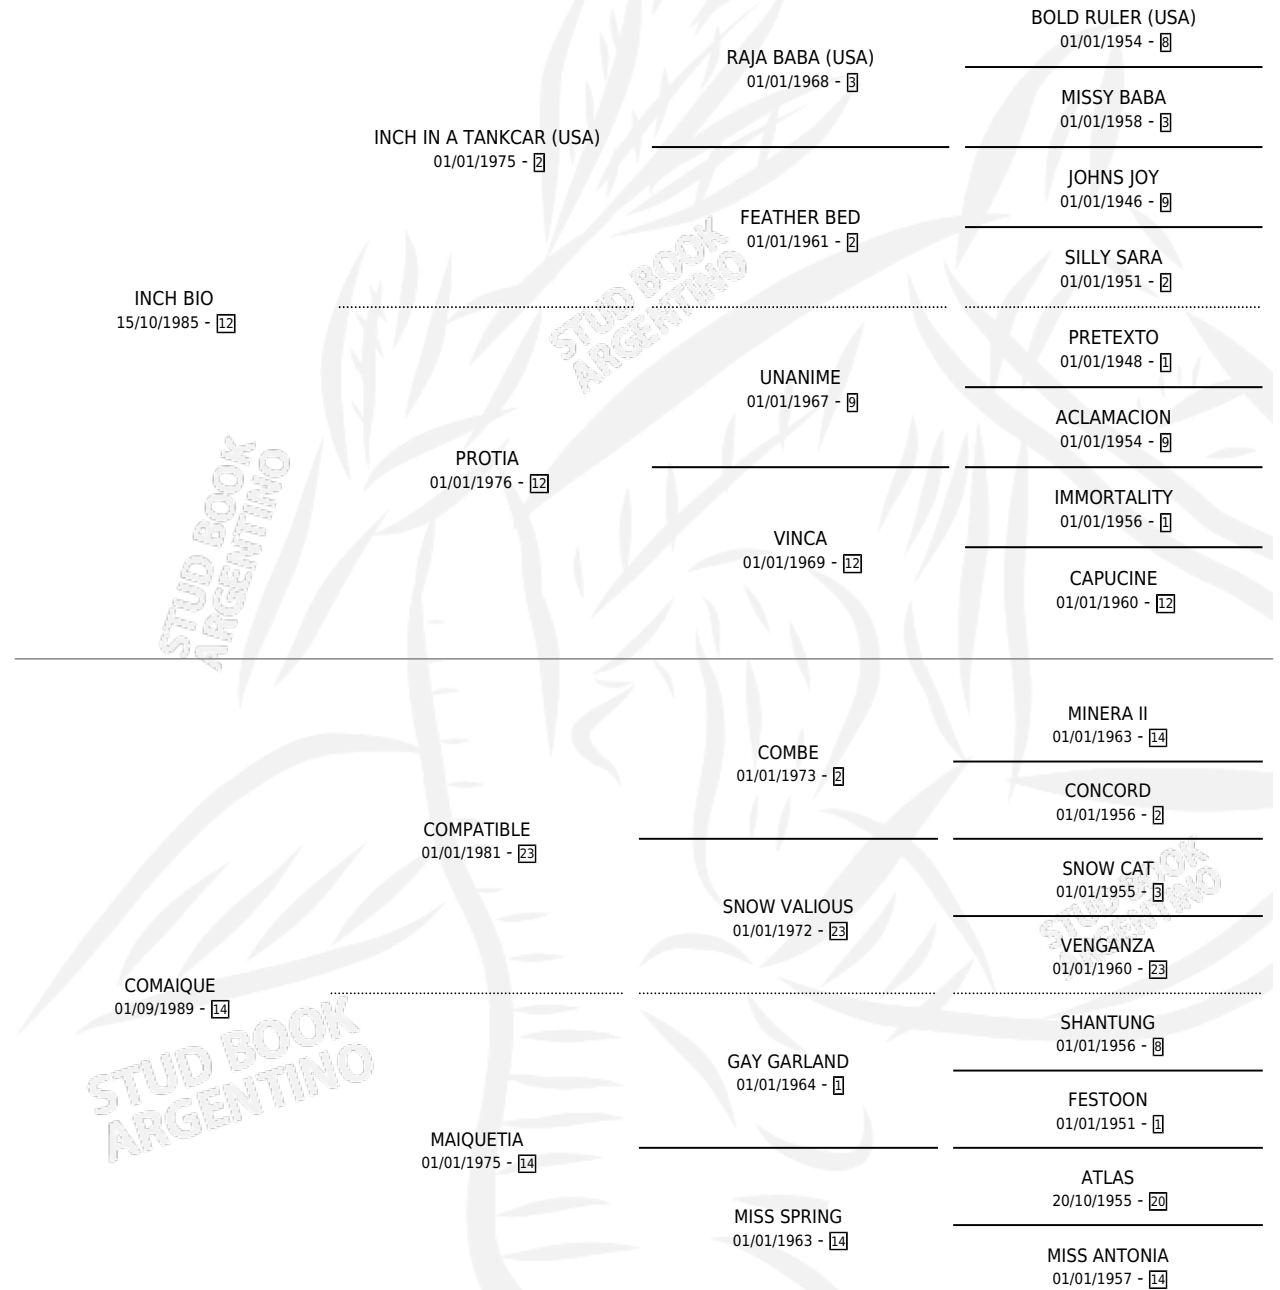 BOLD RULER (USA)
01/01/1954 - 8
RAJA BABA (USA)
01/01/1968 - 3
MISSY BABA
01/01/1958 - 3
INCH IN A TANKCAR (USA)
01/01/1975 - 2
JOHNS JOY
01/01/1946 - 9
FEATHER BED
01/01/1961 - 2
SILLY SARA
01/01/1951 - 2
INCH BIO
15/10/1985 - 12
STUD BOOK
ARGENTINO
PRETEXTO
01/01/1948 - 1
UNANIME
01/01/1967 - 9
ACLAMACION
01/01/1954 - 9
PROTIA
01/01/1976 - 12
IMMORTALITY
01/01/1956 - 1
VINCA
01/01/1969 - 12
CAPUCINE
01/01/1960 - 12
STUD BOOK
ARGENTINO
MINERA II
01/01/1963 - 14
COMBE
01/01/1973 - 2
CONCORD
01/01/1956 - 2
COMPATIBLE
01/01/1981 - 23
SNOW CAT
01/01/1955 - 3
SNOW VALIOUS
01/01/1972 - 23
STUD BOOK
ARGENTINO
VENGANZA
01/01/1960 - 23
COMAIQUE
01/09/1989 - 14
STUD BOOK
ARGENTINO
SHANTUNG
01/01/1956 - 8
GAY GARLAND
01/01/1964 - 1
FESTOON
01/01/1951 - 1
MAIQUETIA
01/01/1975 - 14
ATLAS
20/10/1955 - 20
MISS SPRING
01/01/1963 - 14
MISS ANTONIA
01/01/1957 - 14